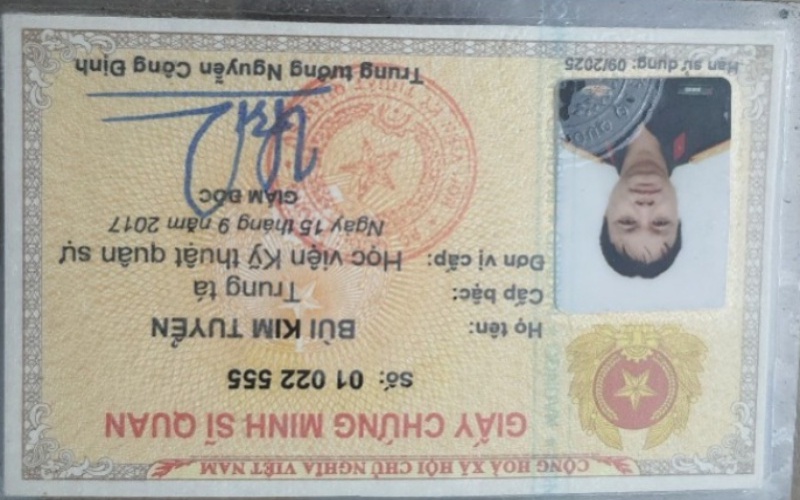 CỘNG HOÀ XÃ HỘI CHỦ NGHĨA VIỆT NAM
GIẤY CHỨNG MINH SĨ QUAN
Số: 01 022 555
Họ tên: BÙI KIM TUYỂN
Cấp bậc: Trung tá
Đơn vị cấp: Học viện Kỹ thuật quân sự
Ngày 15 tháng 9 năm 2017
GIÁM ĐỐC
Trung tướng Nguyễn Công Định
Hạn sử dụng: 09/2025